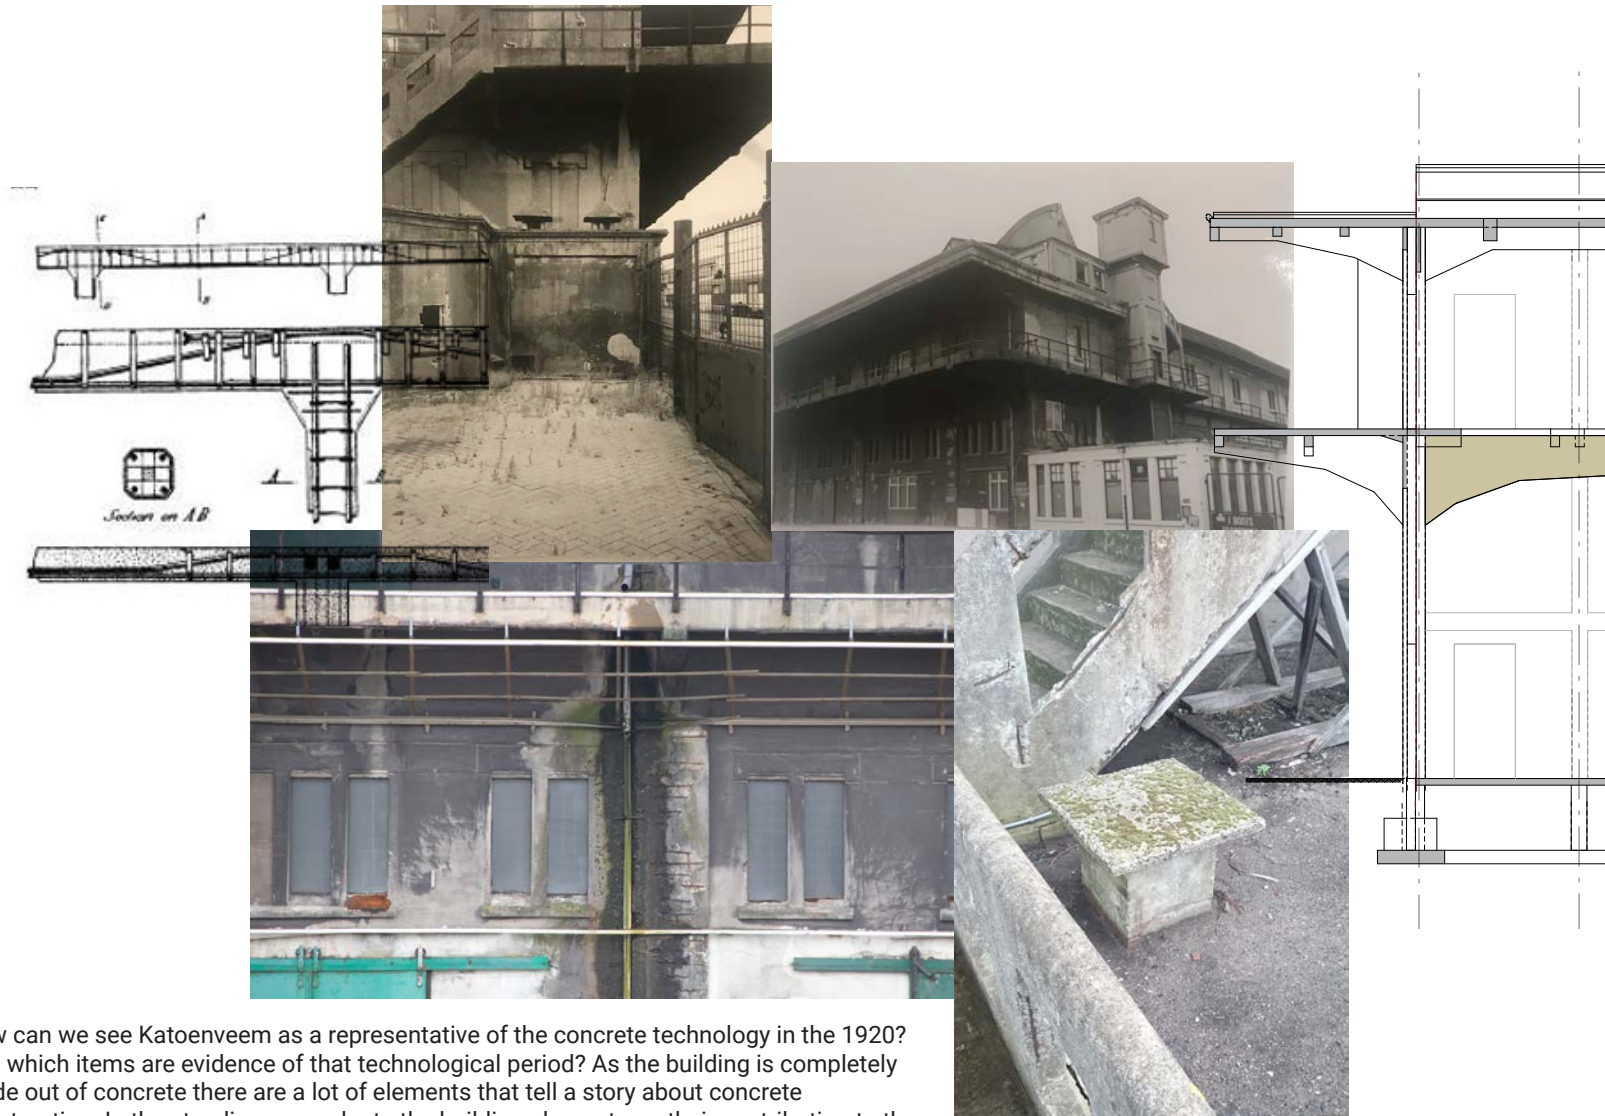 A B
Section on A B
w can we see Katoenveem as a representative of the concrete technology in the 1920?
which items are evidence of that technological period? As the building is completely
de out of concrete there are a lot of elements that tell a story about concrete